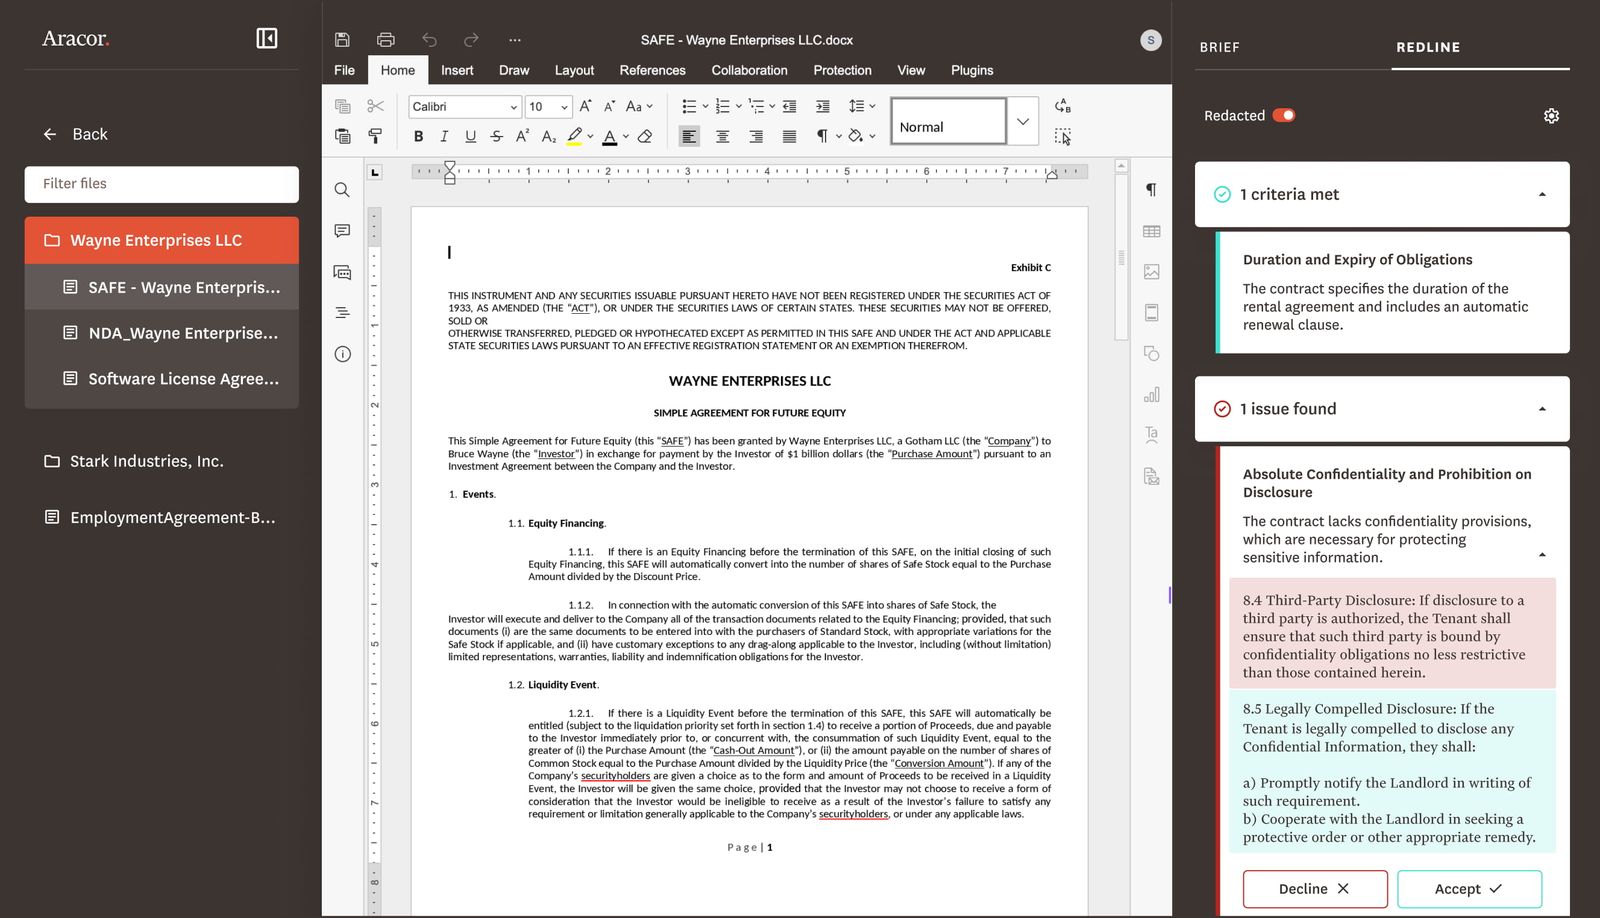 Aracor.
Back
Filter files
Wayne Enterprises LLC
SAFE - Wayne Enterpris...
NDA_Wayne Enterprise...
Software License Agree...
Stark Industries, Inc.
EmploymentAgreement-B...
SAFE - Wayne Enterprises LLC.docx
S
File Home Insert Draw Layout References Collaboration Protection View Plugins
Calibri 10
Normal
1 2 3 4 5 6 7
1
2
3
4
5
6
7
8
Exhibit C
THIS INSTRUMENT AND ANY SECURITIES ISSUABLE PURSUANT HERETO HAVE NOT BEEN REGISTERED UNDER THE SECURITIES ACT OF
1933, AS AMENDED (THE “ACT”), OR UNDER THE SECURITIES LAWS OF CERTAIN STATES. THESE SECURITIES MAY NOT BE OFFERED,
SOLD OR
OTHERWISE TRANSFERRED, PLEDGED OR HYPOTHECATED EXCEPT AS PERMITTED IN THIS SAFE AND UNDER THE ACT AND APPLICABLE
STATE SECURITIES LAWS PURSUANT TO AN EFFECTIVE REGISTRATION STATEMENT OR AN EXEMPTION THEREFROM.
WAYNE ENTERPRISES LLC
SIMPLE AGREEMENT FOR FUTURE EQUITY
This Simple Agreement for Future Equity (this “SAFE”) has been granted by Wayne Enterprises LLC, a Gotham LLC (the “Company”) to
Bruce Wayne (the “Investor”) in exchange for payment by the Investor of $1 billion dollars (the “Purchase Amount”) pursuant to an
Investment Agreement between the Company and the Investor.
1. Events.
1.1. Equity Financing.
1.1.1. If there is an Equity Financing before the termination of this SAFE, on the initial closing of such
Equity Financing, this SAFE will automatically convert into the number of shares of Safe Stock equal to the Purchase
Amount divided by the Discount Price.
1.1.2. In connection with the automatic conversion of this SAFE into shares of Safe Stock, the
Investor will execute and deliver to the Company all of the transaction documents related to the Equity Financing; provided, that such
documents (i) are the same documents to be entered into with the purchasers of Standard Stock, with appropriate variations for the
Safe Stock if applicable, and (ii) have customary exceptions to any drag-along applicable to the Investor, including (without limitation)
limited representations, warranties, liability and indemnification obligations for the Investor.
1.2. Liquidity Event.
1.2.1. If there is a Liquidity Event before the termination of this SAFE, this SAFE will automatically be
entitled (subject to the liquidation priority set forth in section 1.4) to receive a portion of Proceeds, due and payable
to the Investor immediately prior to, or concurrent with, the consummation of such Liquidity Event, equal to the
greater of (i) the Purchase Amount (the “Cash-Out Amount”), or (ii) the amount payable on the number of shares of
Common Stock equal to the Purchase Amount divided by the Liquidity Price (the “Conversion Amount”). If any of the
Company’s securityholders are given a choice as to the form and amount of Proceeds to be received in a Liquidity
Event, the Investor will be given the same choice, provided that the Investor may not choose to receive a form of
consideration that the Investor would be ineligible to receive as a result of the Investor’s failure to satisfy any
requirement or limitation generally applicable to the Company’s securityholders, or under any applicable laws.
Page | 1
BRIEF REDLINE
Redacted
1 criteria met
Duration and Expiry of Obligations
The contract specifies the duration of the
rental agreement and includes an automatic
renewal clause.
1 issue found
Absolute Confidentiality and Prohibition on
Disclosure
The contract lacks confidentiality provisions,
which are necessary for protecting
sensitive information.
8.4 Third-Party Disclosure: If disclosure to a
third party is authorized, the Tenant shall
ensure that such third party is bound by
confidentiality obligations no less restrictive
than those contained herein.
8.5 Legally Compelled Disclosure: If the
Tenant is legally compelled to disclose any
Confidential Information, they shall:
a) Promptly notify the Landlord in writing of
such requirement.
b) Cooperate with the Landlord in seeking a
protective order or other appropriate remedy.
Decline Accept